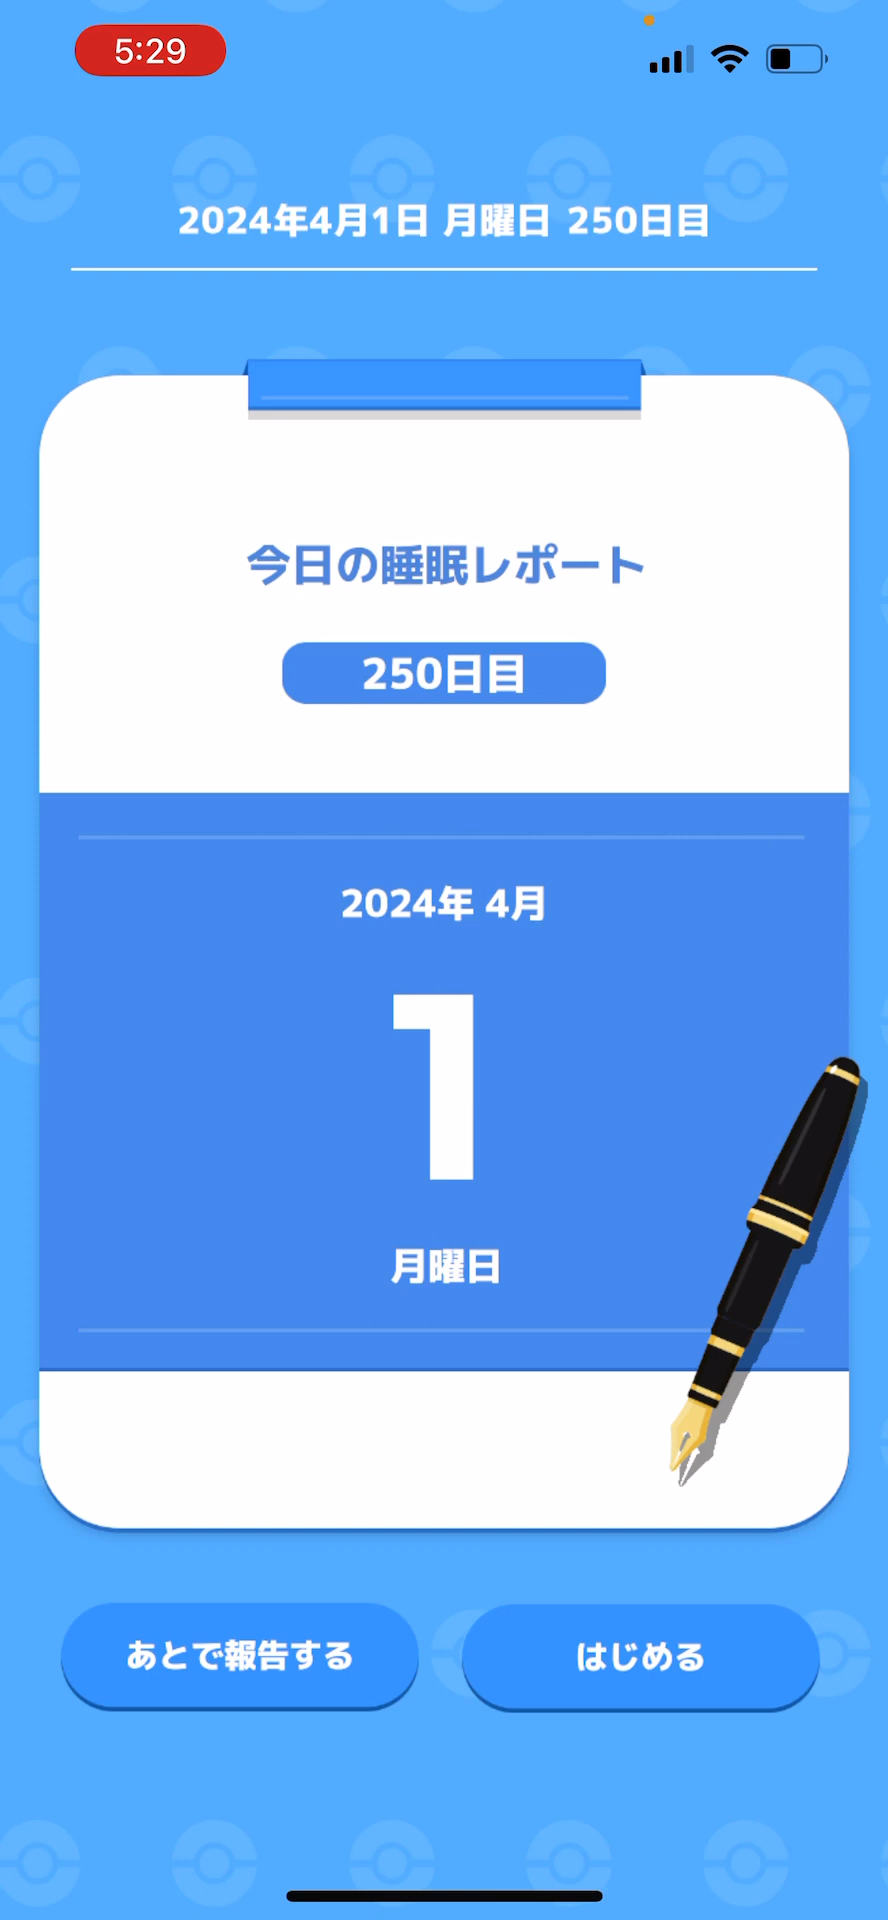 5:29
2024年4月1日 月曜日 250日目
今日の睡眠レポート
250日目
2024年 4月
1
月曜日
あとで報告する
はじめる